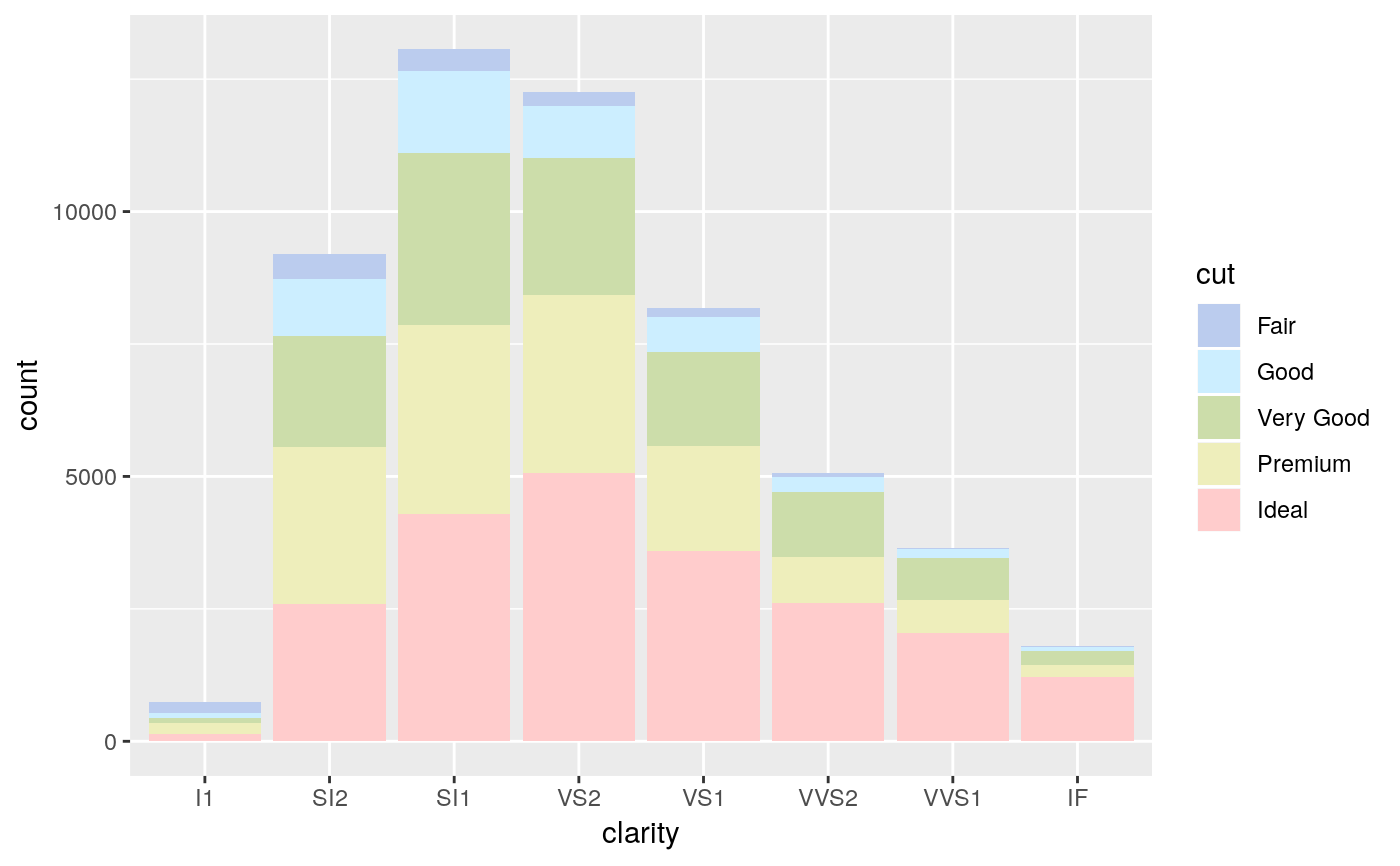 count
10000
5000
0
I1
SI2
SI1
VS2
VS1
VVS2
VVS1
IF
clarity
cut
Fair
Good
Very Good
Premium
Ideal